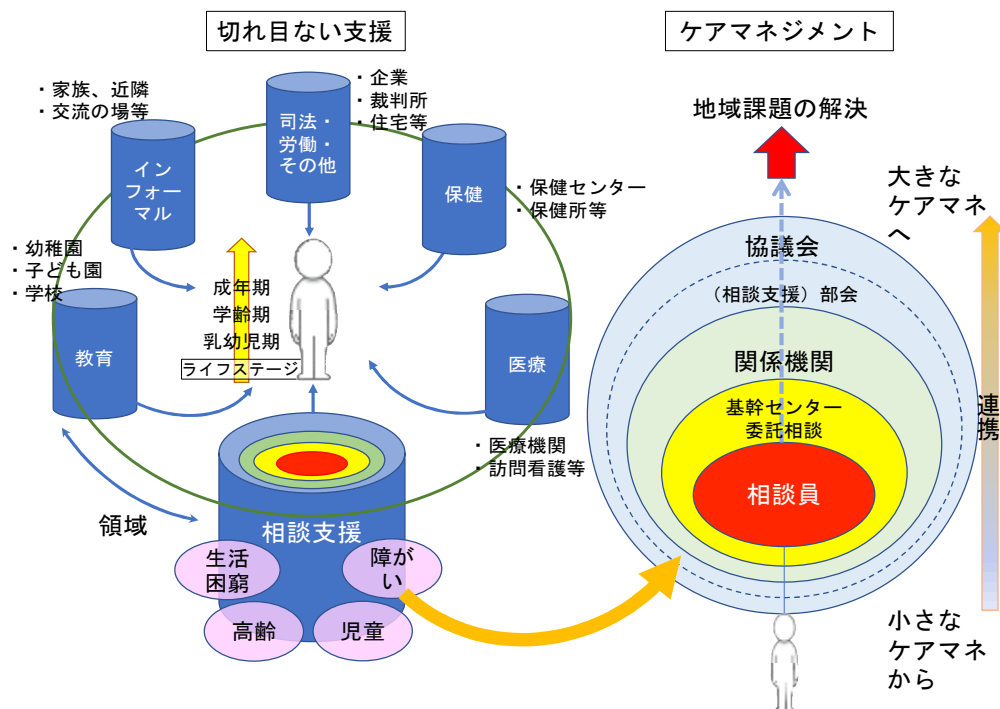 切れ目ない支援
・家族、近隣
・交流の場等
・企業
・裁判所
・住宅等
司法・
労働・
その他
イン
フォー
マル
保健
・保健センター
・保健所等
・幼稚園
・子ども園
・学校
教育
成年期
学齢期
乳幼児期
ライフステージ
医療
・医療機関
・訪問看護等
領域
相談支援
生活
困窮
障が
い
高齢
児童
ケアマネジメント
地域課題の解決
大きな
ケアマネ
へ
協議会
（相談支援）部会
関係機関
基幹センター
委託相談
相談員
連携
小さな
ケアマネ
から